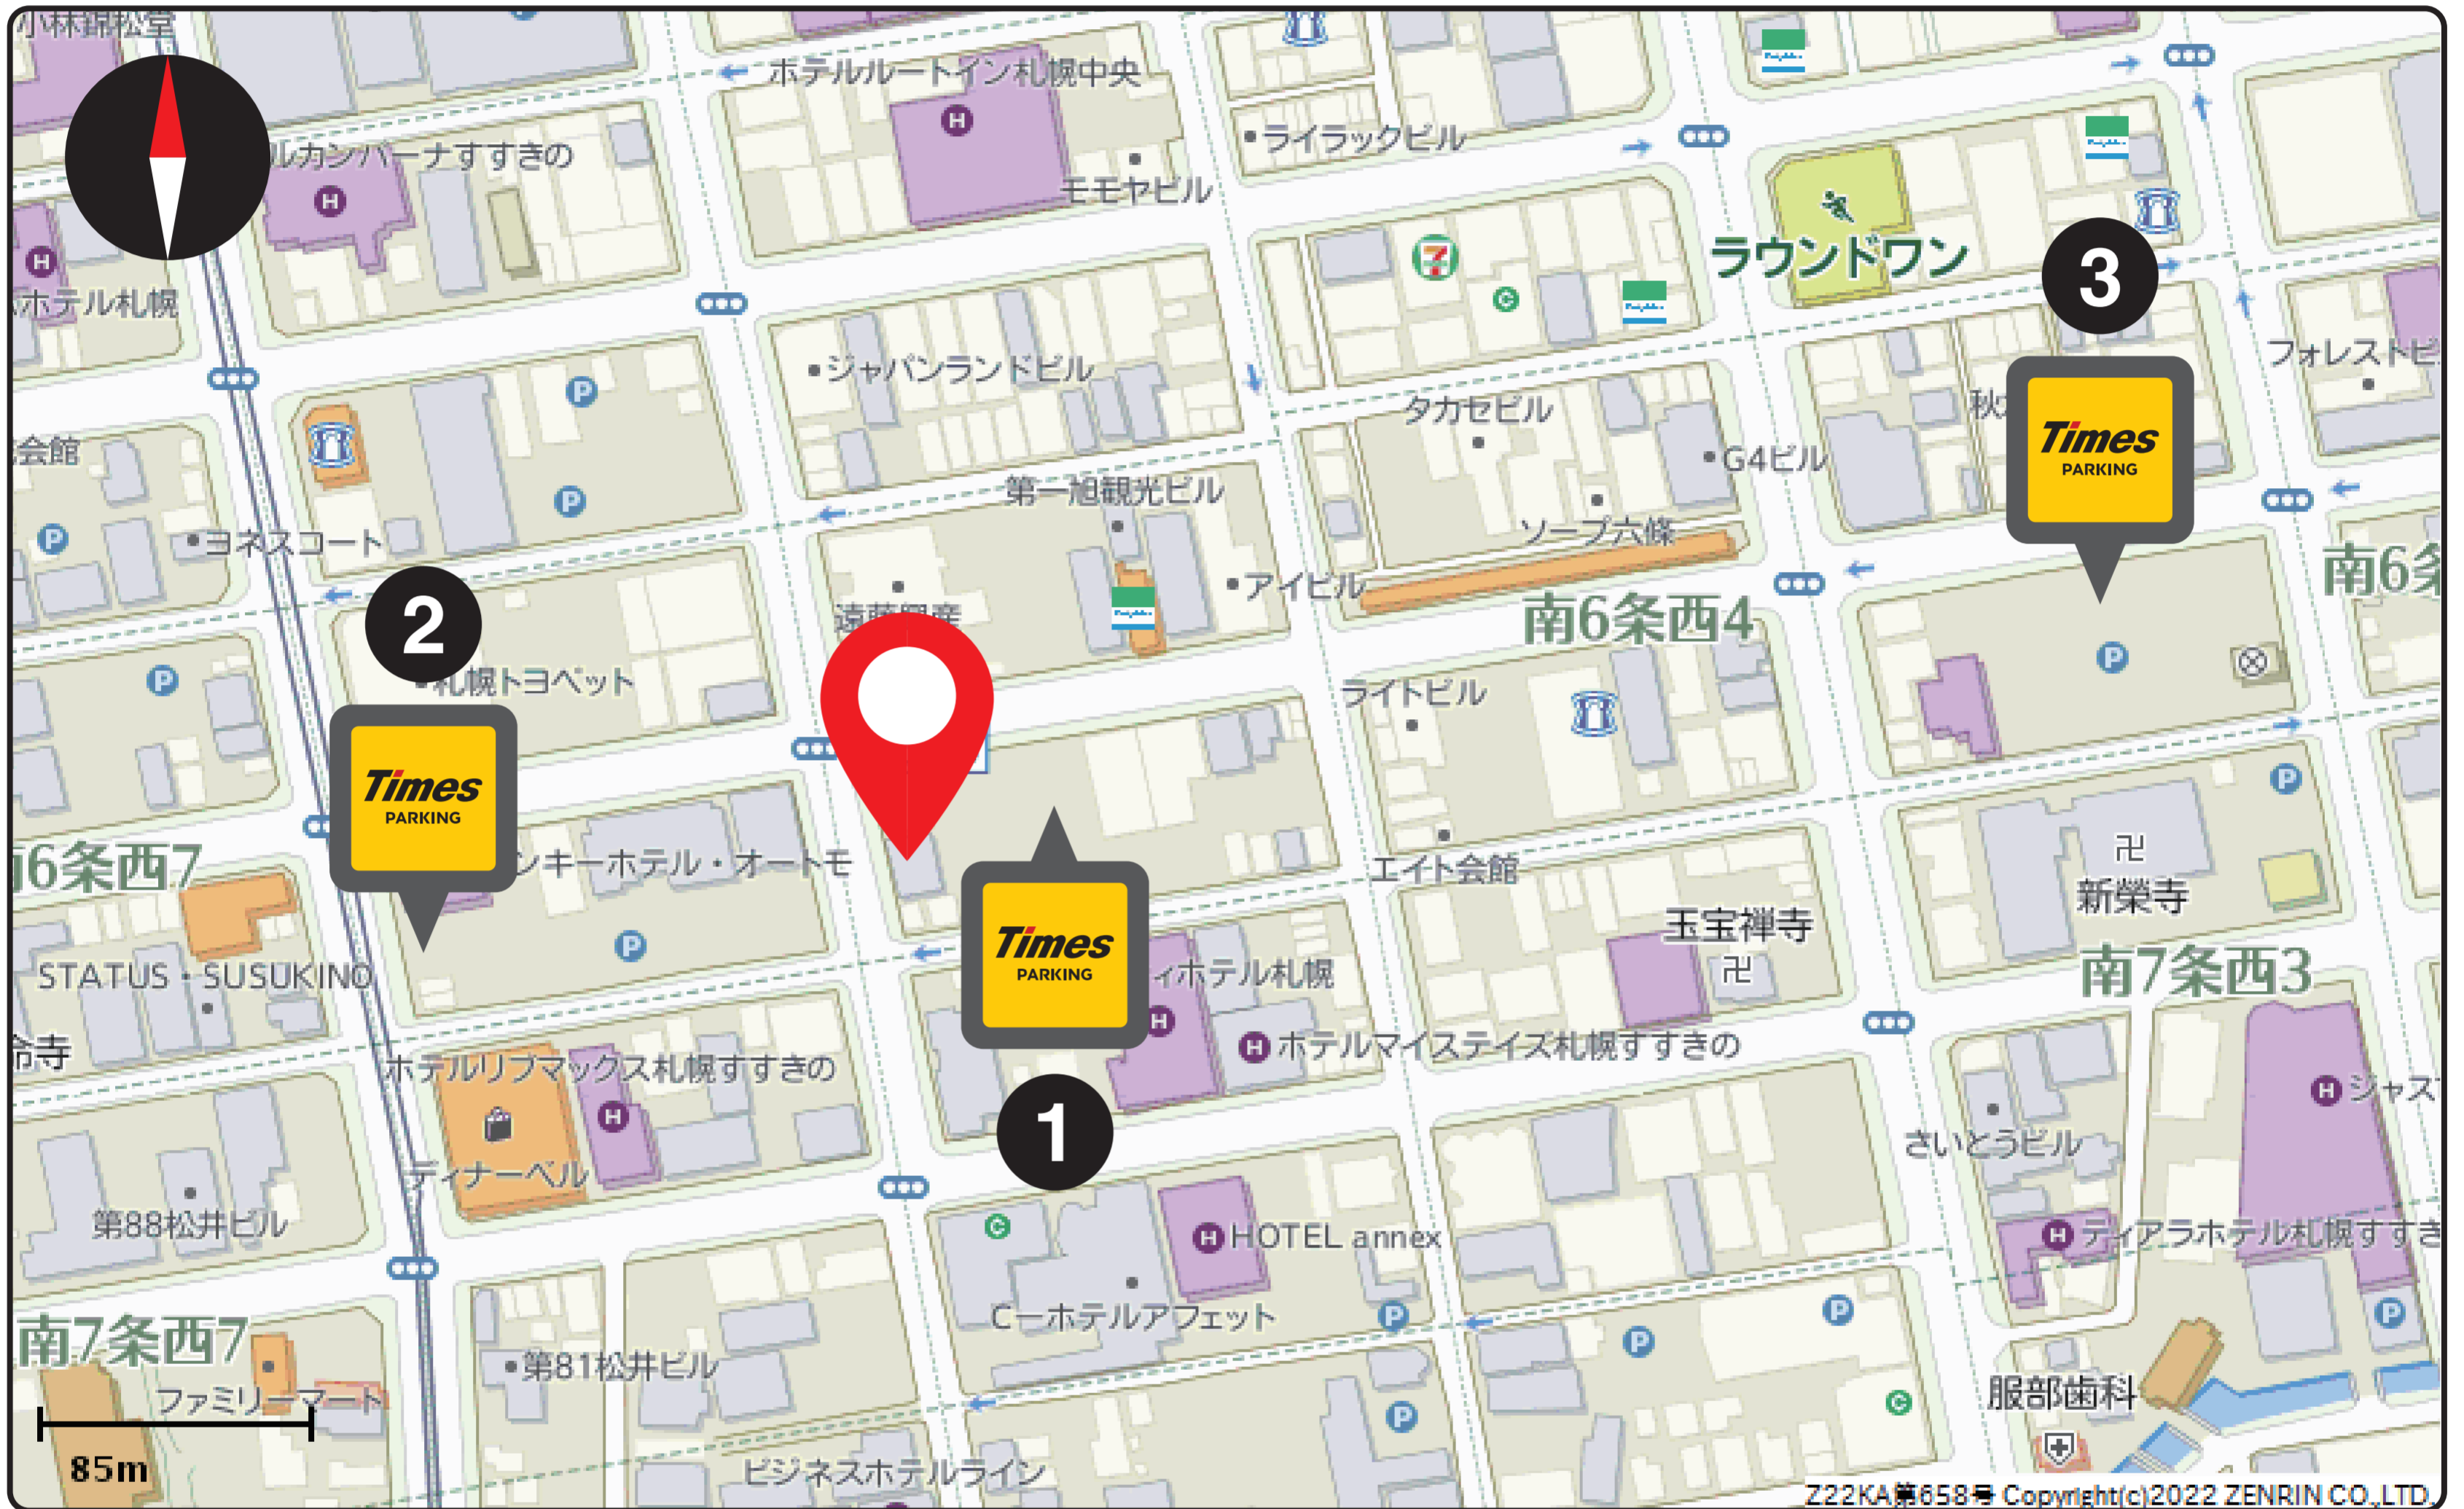 小林錦松堂
ホテルルートイン札幌中央
ルカンパーナすすきの
ライラックビル
モモヤビル
ラウンドワン
3
ホテル札幌
フォレストビ
ジャパンランドビル
タカセビル
秋
Times
PARKING
会館
G4ビル
第一旭観光ビル
ヨネスコート
ソープ六條
アイビル
南6条
南6条西4
2
札幌トヨペット
ライトビル
Times
PARKING
南6条西7
ンキーホテル・オートモ
エイト会館
新榮寺
玉宝禅寺
Times
PARKING
ィホテル札幌
南7条西3
STATUS・SUSUKINO
命寺
ホテルマイステイズ札幌すすきの
ホテルリブマックス札幌すすきの
ジャス
1
さいとうビル
ディナーベル
第88松井ビル
HOTEL annex
ティアラホテル札幌すすき
Cーホテルアフェット
南7条西7
第81松井ビル
ファミリーマート
服部歯科
85m
ビジネスホテルライン
Z22KA第658号 Copyright(c)2022 ZENRIN CO.,LTD.